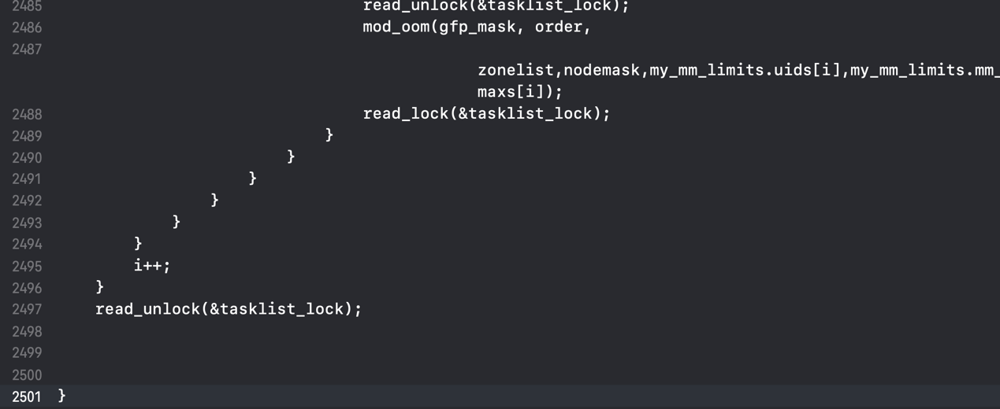 2485 read_unlock(&tasklist_lock);
2486 mod_oom(gfp_mask, order,
2487
zonelist,nodemask,my_mm_limits.uids[i],my_mm_limits.mm_
maxs[i]);
2488 read_lock(&tasklist_lock);
2489 }
2490 }
2491 }
2492 }
2493 }
2494 }
2495 i++;
2496 }
2497 read_unlock(&tasklist_lock);
2498
2499
2500
2501 }